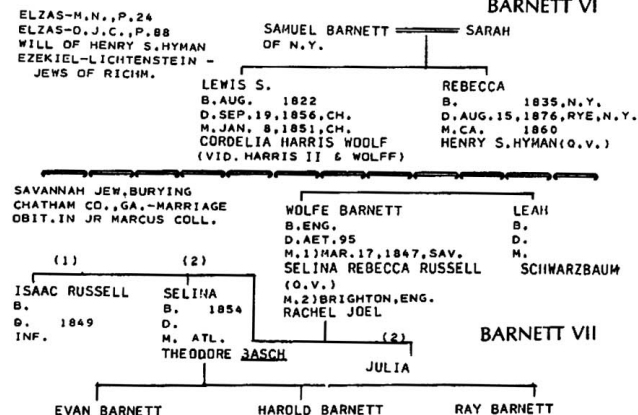 BARNETT VI
ELZAS-M.N.,P.24
ELZAS-O.J.C.,P.88
WILL OF HENRY S.HYMAN
EZEKIEL-LICHTENSTEIN -
JEWS OF RICHM.
SAMUEL BARNETT SARAH
OF N.Y.
LEWIS S.
B.AUG. 1822
D.SEP.19,1856,CH.
M.JAN. 8,1851,CH.
CORDELIA HARRIS WOOLF
(VID. HARRIS II & WOLFF)
REBECCA
B. 1835,N.Y.
D.AUG.15,1876,RYE,N.Y.
M.CA. 1860
HENRY S.HYMAN(Q.V.)
SAVANNAH JEW,BURYING
CHATHAM CO.,GA.-MARRIAGE
OBIT.IN JR MARCUS COLL.
WOLFE BARNETT
B.ENG.
D.AET.95
M.1)MAR.17,1847,SAV.
SELINA REBECCA RUSSELL
(Q.V.)
M.2)BRIGHTON,ENG.
RACHEL JOEL
LEAH
B.
D.
M.
SCHWARZBAUM
(1) (2)
ISAAC RUSSELL
B.
D. 1849
INF.
SELINA
B. 1854
D.
M. ATL.
THEODORE BASCH
(2)
JULIA
BARNETT VII
EVAN BARNETT HAROLD BARNETT RAY BARNETT